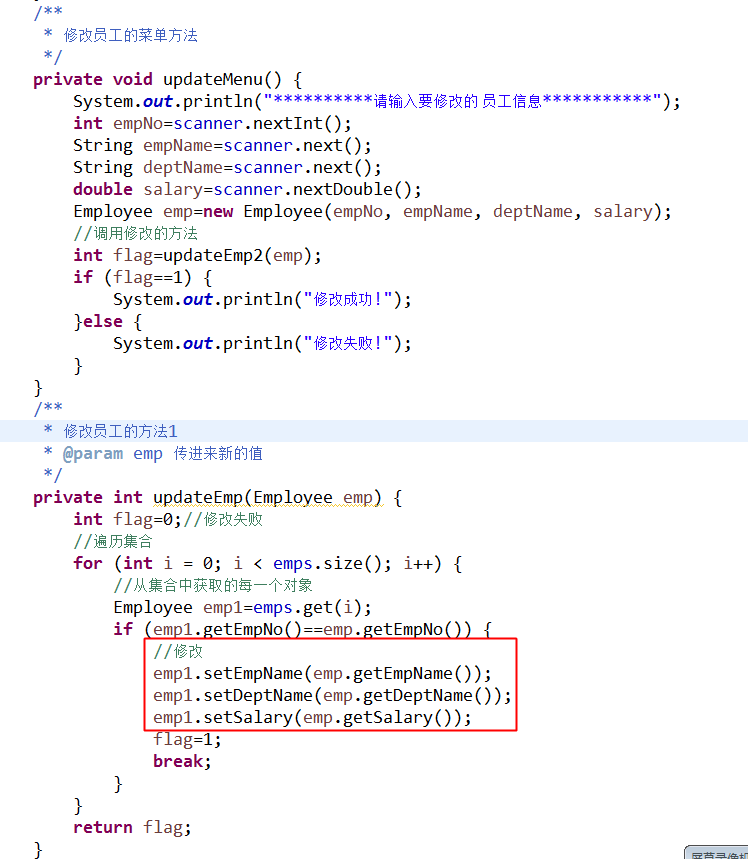 /**
 * 修改员工的菜单方法
 */
private void updateMenu() {
    System.out.println("**********请输入要修改的 员工信息***********");
    int empNo=scanner.nextInt();
    String empName=scanner.next();
    String deptName=scanner.next();
    double salary=scanner.nextDouble();
    Employee emp=new Employee(empNo, empName, deptName, salary);
    //调用修改的方法
    int flag=updateEmp2(emp);
    if (flag==1) {
        System.out.println("修改成功!");
    }else {
        System.out.println("修改失败!");
    }
}
/**
 * 修改员工的方法1
 * @param emp 传进来新的值
 */
private int updateEmp(Employee emp) {
    int flag=0;//修改失败
    //遍历集合
    for (int i = 0; i < emps.size(); i++) {
        //从集合中获取的每一个对象
        Employee emp1=emps.get(i);
        if (emp1.getEmpNo()==emp.getEmpNo()) {
            //修改
            emp1.setEmpName(emp.getEmpName());
            emp1.setDeptName(emp.getDeptName());
            emp1.setSalary(emp.getSalary());
            flag=1;
            break;
        }
    }
    return flag;
}